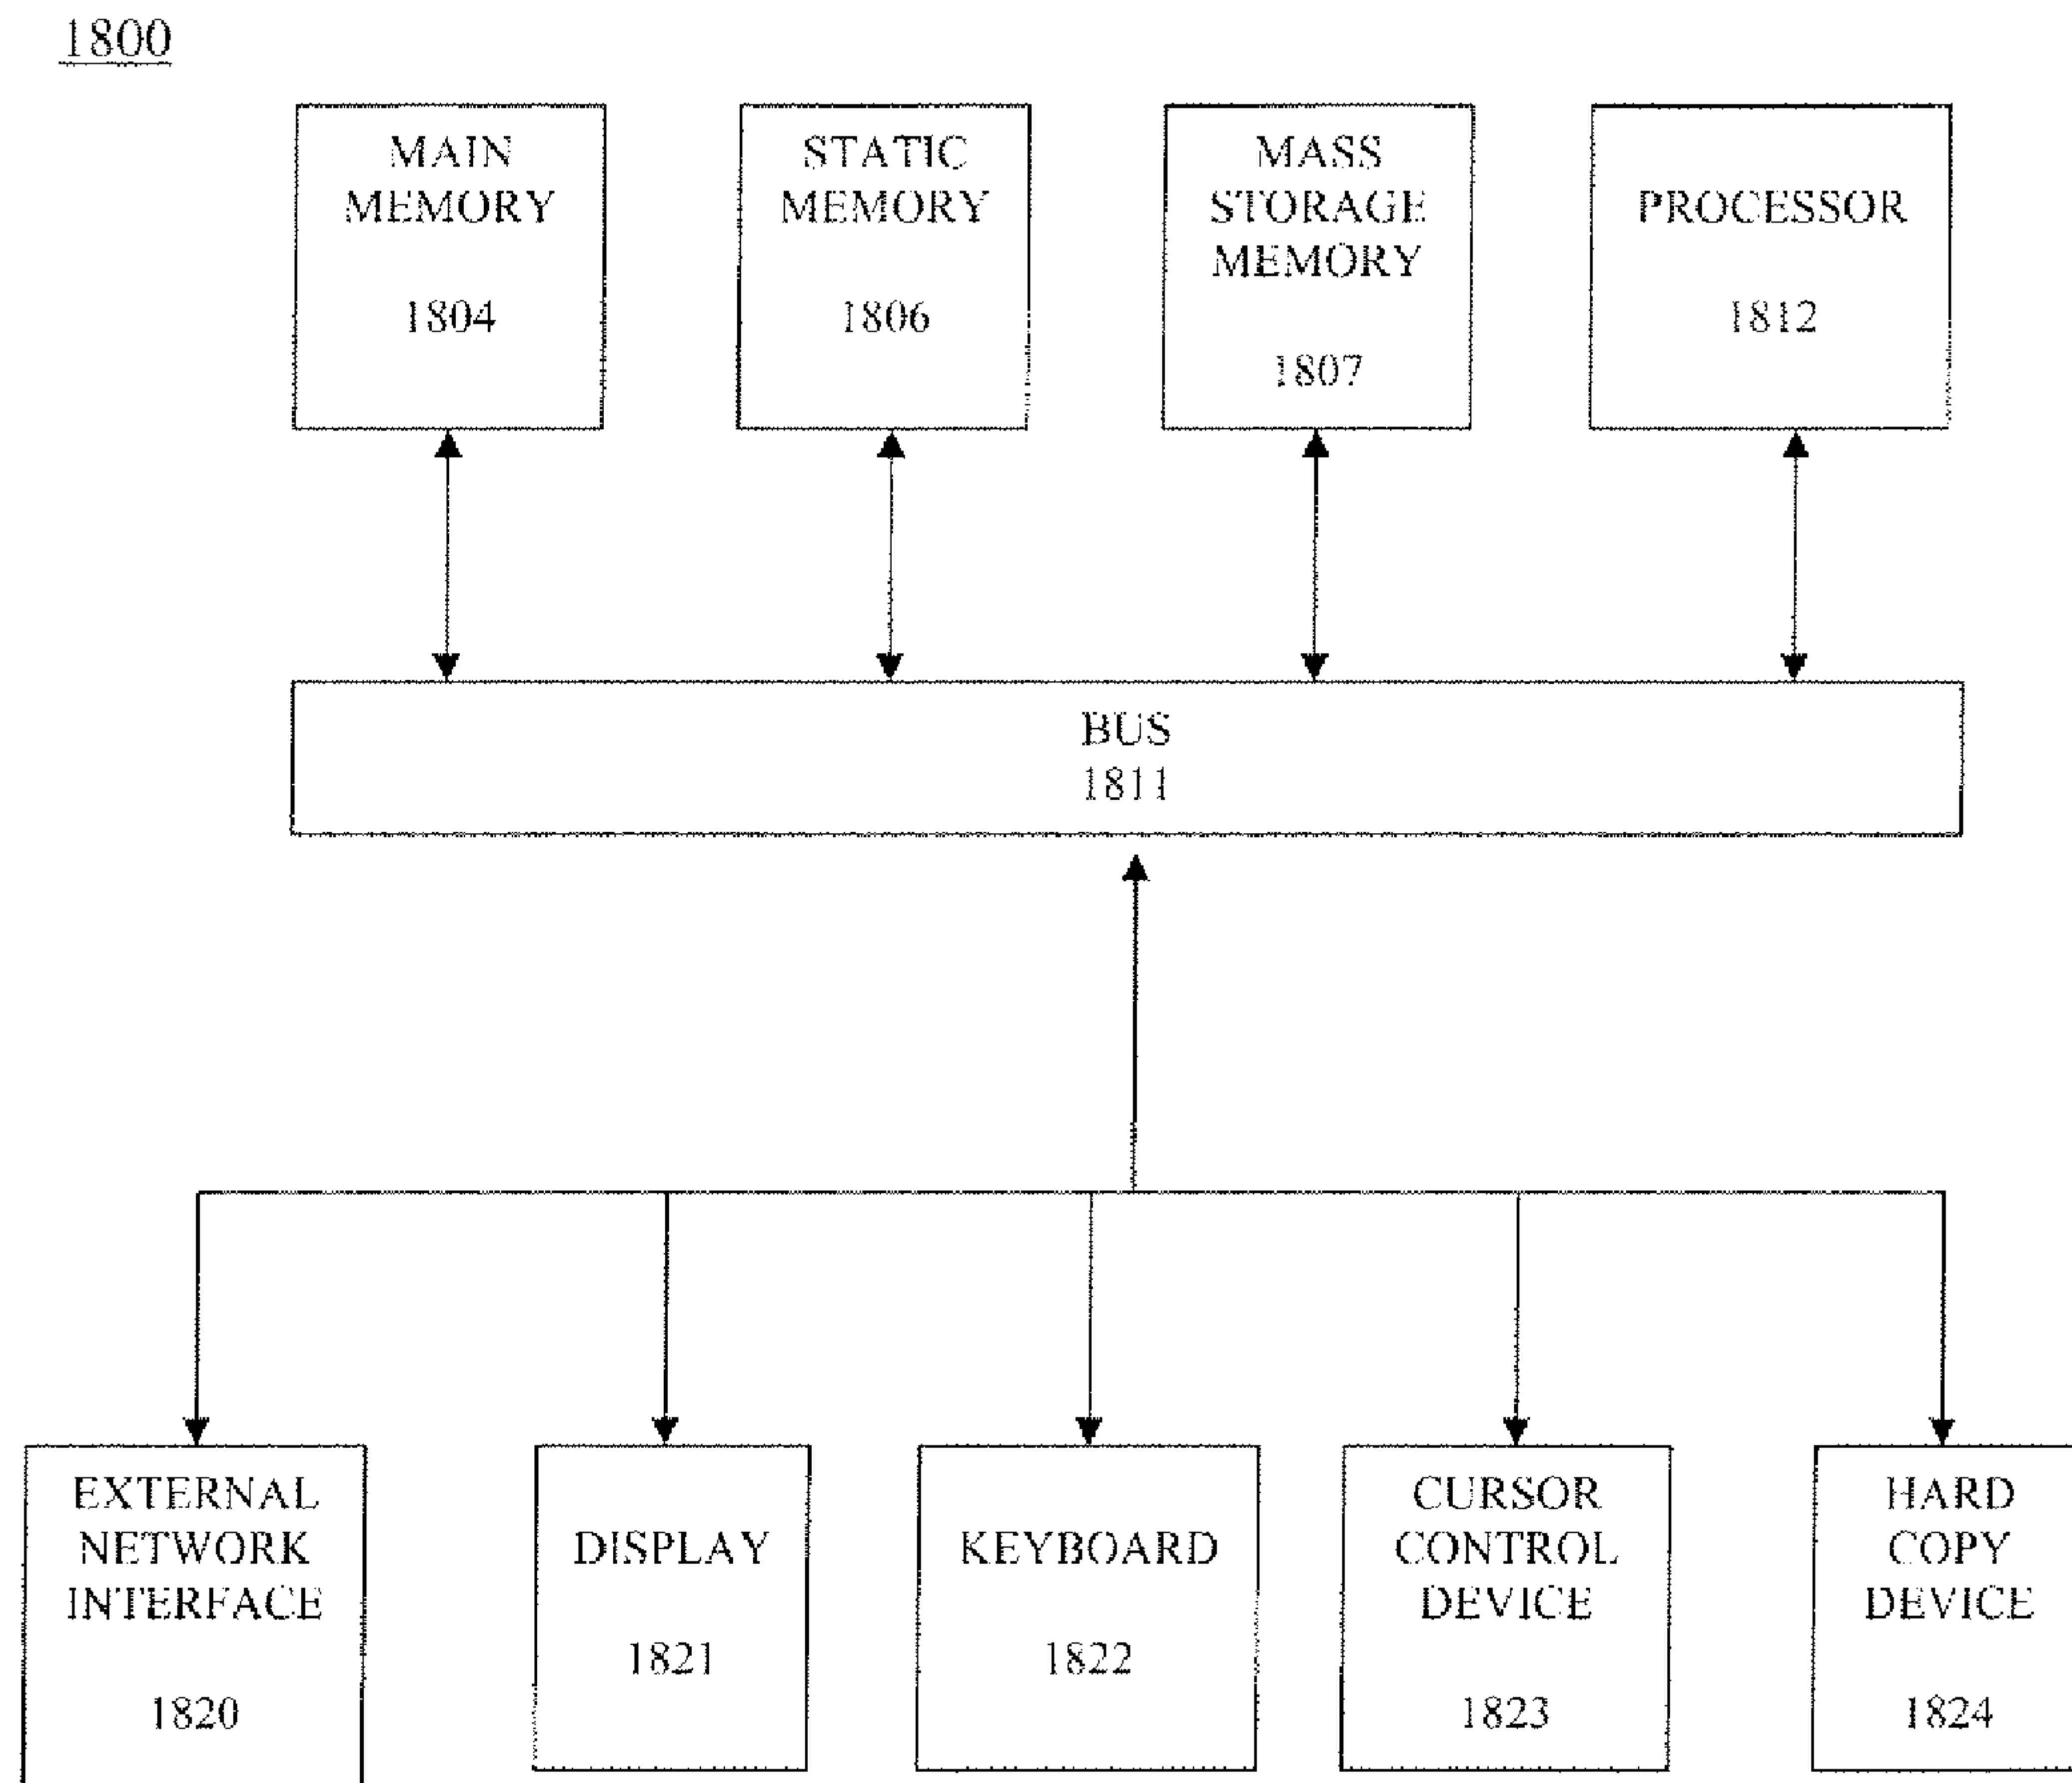 1800
MAIN
MEMORY
1804
STATIC
MEMORY
1806
MASS
STORAGE
MEMORY
1807
PROCESSOR
1812
BUS
1811
EXTERNAL
NETWORK
INTERFACE
1820
DISPLAY
1821
KEYBOARD
1822
CURSOR
CONTROL
DEVICE
1823
HARD
COPY
DEVICE
1824